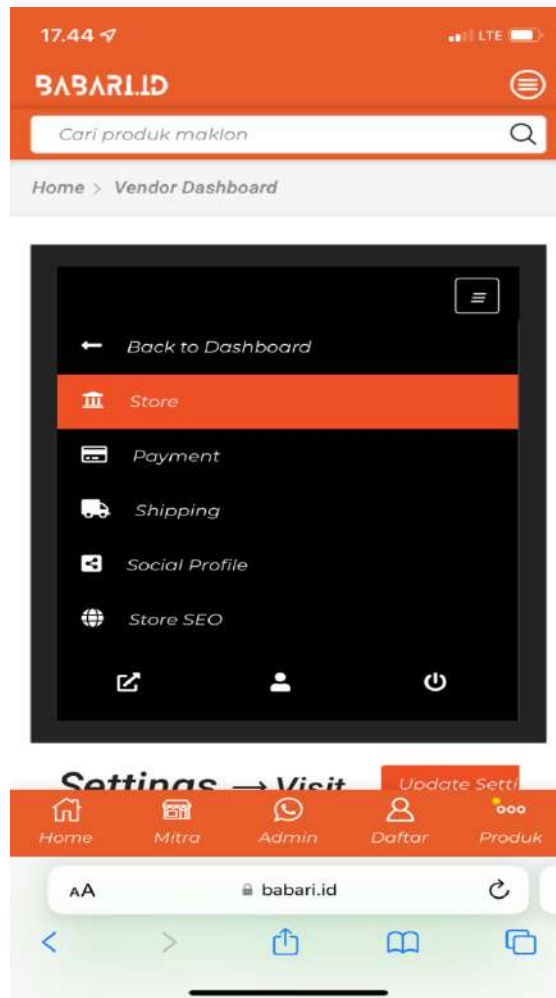 17.44
LTE
BABARI.ID
Cari produk maklon
Home > Vendor Dashboard
Back to Dashboard
Store
Payment
Shipping
Social Profile
Store SEO
Settings → Visit
Update Setti
Home Mitra Admin Daftar Produk
AA babari.id